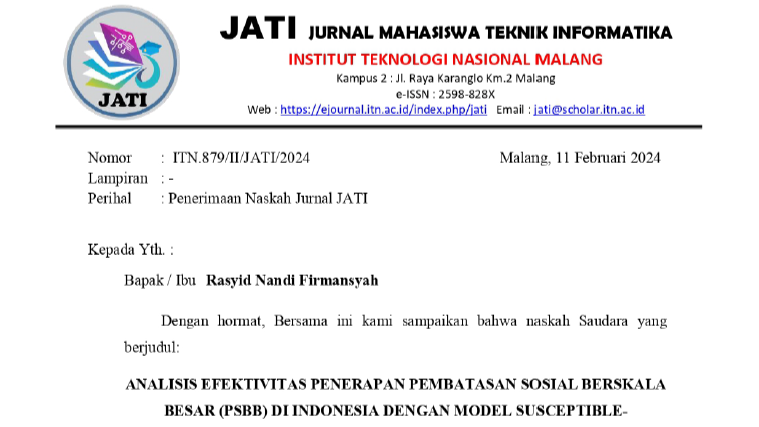 JATI
JATI JURNAL MAHASISWA TEKNIK INFORMATIKA
INSTITUT TEKNOLOGI NASIONAL MALANG
Kampus 2 : Jl. Raya Karanglo Km.2 Malang
e-ISSN : 2598-828X
Web : https://ejournal.itn.ac.id/index.php/jati Email : jati@scholar.itn.ac.id
Nomor : ITN.879/II/JATI/2024 Malang, 11 Februari 2024
Lampiran : -
Perihal : Penerimaan Naskah Jurnal JATI
Kepada Yth. :
Bapak / Ibu Rasyid Nandi Firmansyah
Dengan hormat, Bersama ini kami sampaikan bahwa naskah Saudara yang
berjudul:
ANALISIS EFEKTIVITAS PENERAPAN PEMBATASAN SOSIAL BERSKALA
BESAR (PSBB) DI INDONESIA DENGAN MODEL SUSCEPTIBLE-